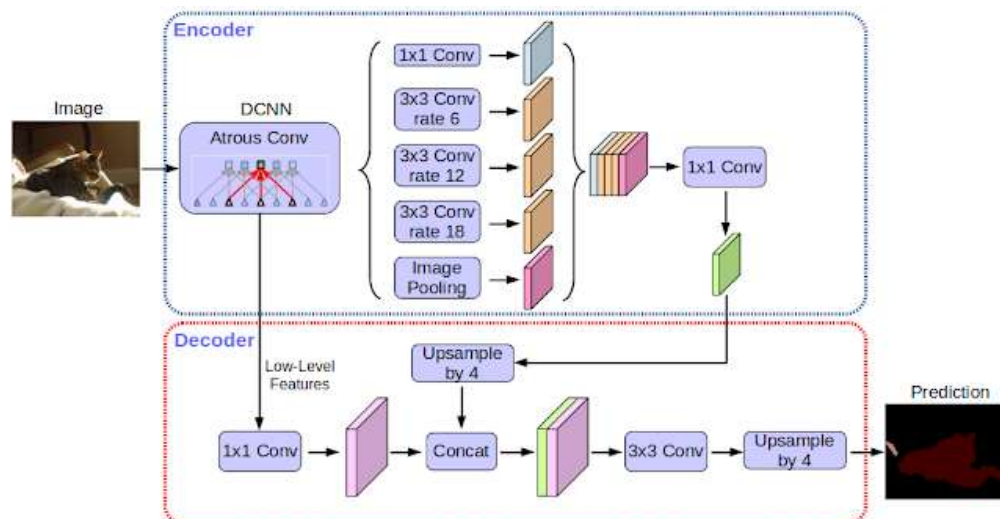 Encoder
Image
DCNN
Atrous Conv
1x1 Conv
3x3 Conv
rate 6
3x3 Conv
rate 12
3x3 Conv
rate 18
Image
Pooling
1x1 Conv
Decoder
Low-Level
Features
Upsample
by 4
1x1 Conv
Concat
3x3 Conv
Upsample
by 4
Prediction